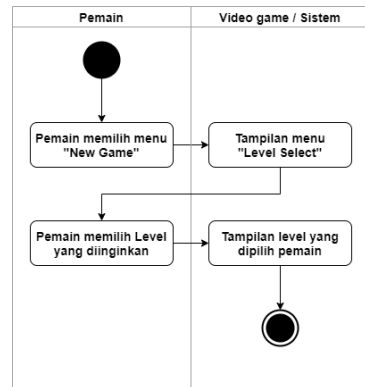 Pemain
Video game / Sistem
Pemain memilih menu
"New Game"
Tampilan menu
"Level Select"
Pemain memilih Level
yang diinginkan
Tampilan level yang
dipilih pemain